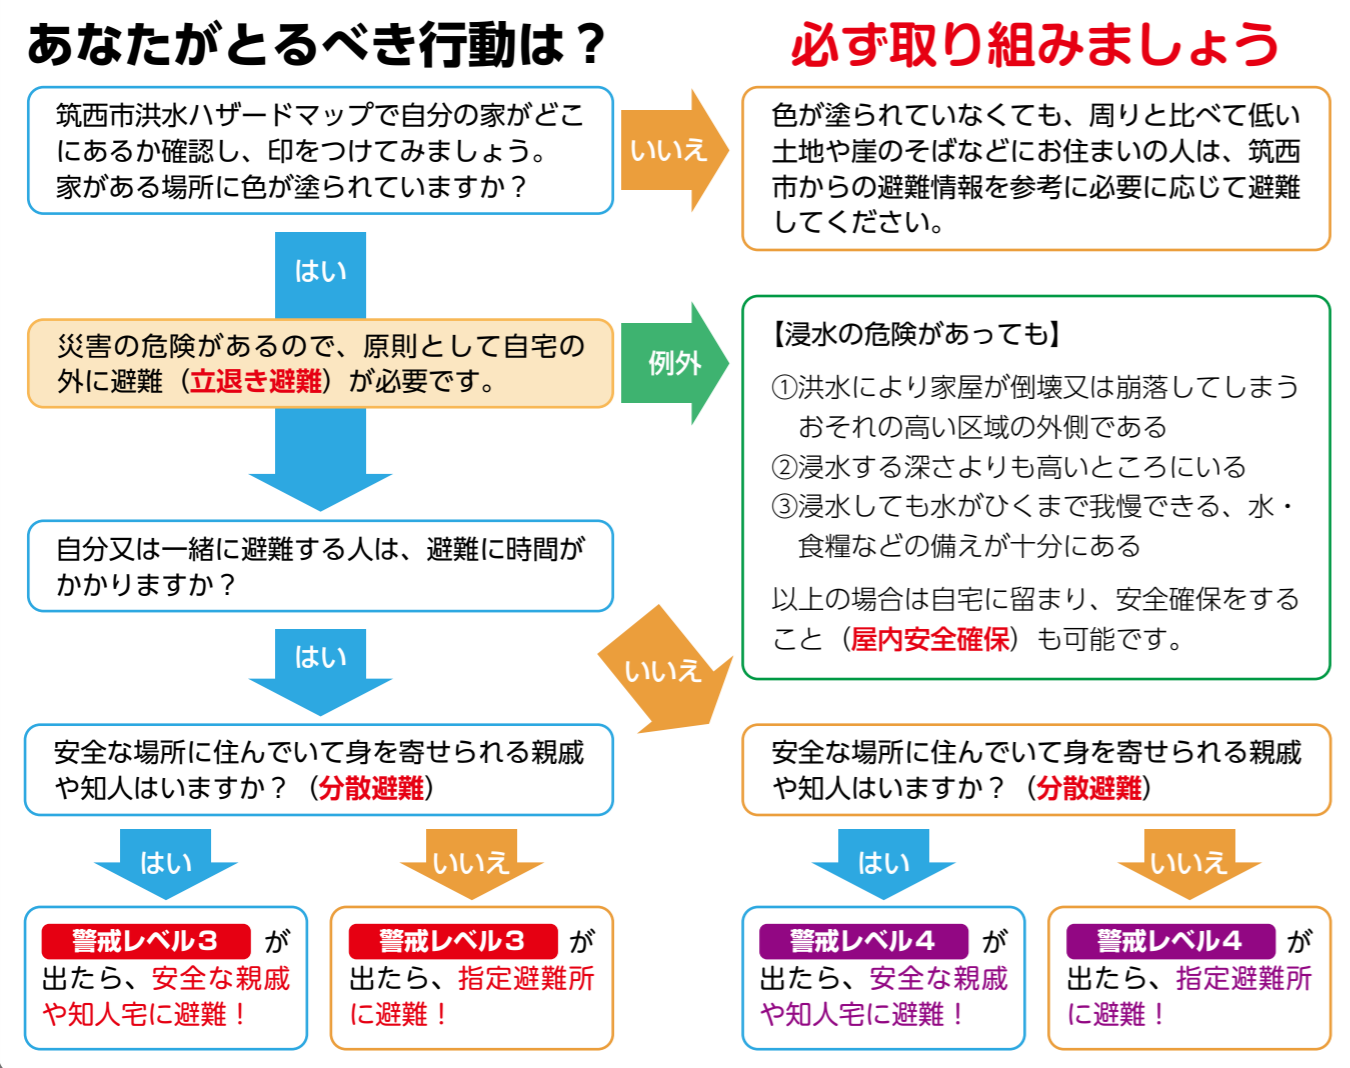 あなたがとるべき行動は？
必ず取り組みましょう
筑西市洪水ハザードマップで自分の家がどこ
にあるか確認し、印をつけてみましょう。
家がある場所に色が塗られていますか？
いいえ
色が塗られていなくても、周りと比べて低い
土地や崖のそばなどにお住まいの人は、筑西
市からの避難情報を参考に必要に応じて避難
してください。
はい
災害の危険があるので、原則として自宅の
外に避難（立退き避難）が必要です。
例外
【浸水の危険があっても】
①洪水により家屋が倒壊又は崩落してしまう
おそれの高い区域の外側である
②浸水する深さよりも高いところにいる
③浸水しても水がひくまで我慢できる、水・
食糧などの備えが十分にある
以上の場合は自宅に留まり、安全確保をする
こと（屋内安全確保）も可能です。
自分又は一緒に避難する人は、避難に時間が
かかりますか？
はい
いいえ
安全な場所に住んでいて身を寄せられる親戚
や知人はいますか？（分散避難）
はい
いいえ
警戒レベル３が
出たら、安全な親戚
や知人宅に避難！
警戒レベル３が
出たら、指定避難所
に避難！
安全な場所に住んでいて身を寄せられる親戚
や知人はいますか？（分散避難）
はい
いいえ
警戒レベル４が
出たら、安全な親戚
や知人宅に避難！
警戒レベル４が
出たら、指定避難所
に避難！